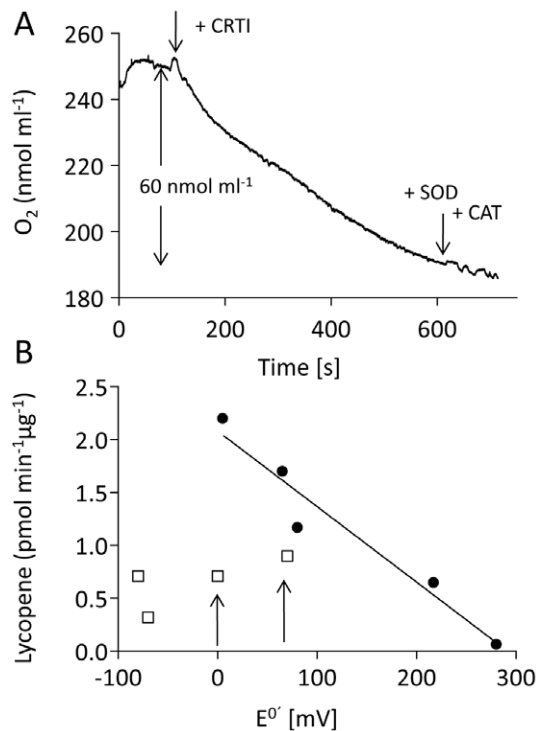 A
+ CRTI
260
240
220
200
180
O₂ (nmol ml⁻¹)
60 nmol ml⁻¹
+ SOD
+ CAT
0 200 400 600
Time [s]
B
2.5
2.0
1.5
1.0
0.5
0.0
Lycopene (pmol min⁻¹µg⁻¹)
-100 0 100 200 300
E⁰′ [mV]